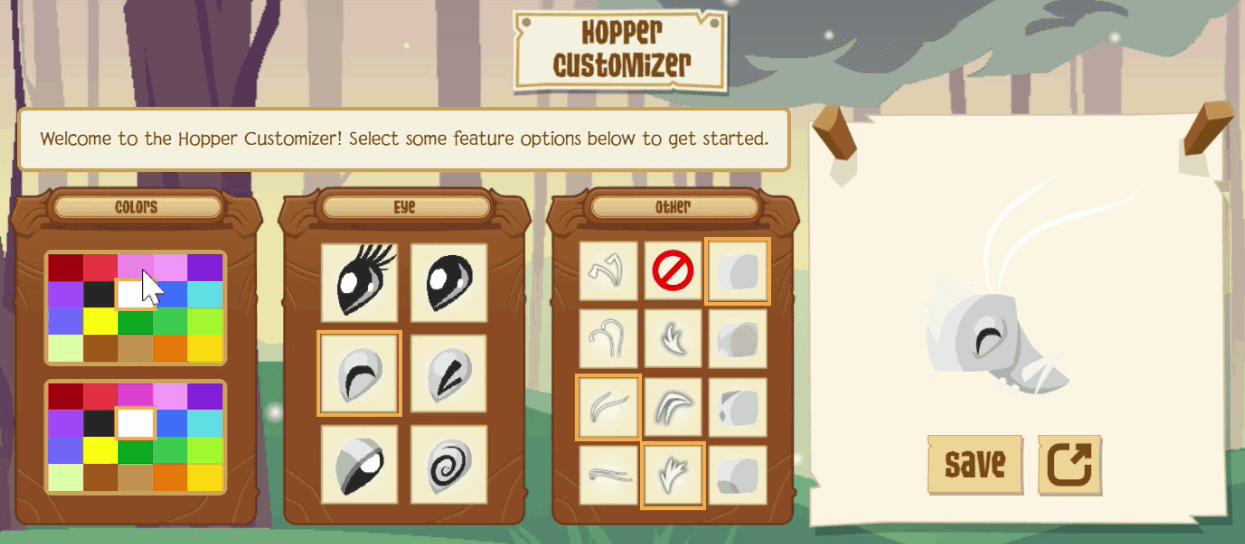 HOPPER
CUSTOMIZER
Welcome to the Hopper Customizer! Select some feature options below to get started.
COLORS
EYE
OTHER
SAVE